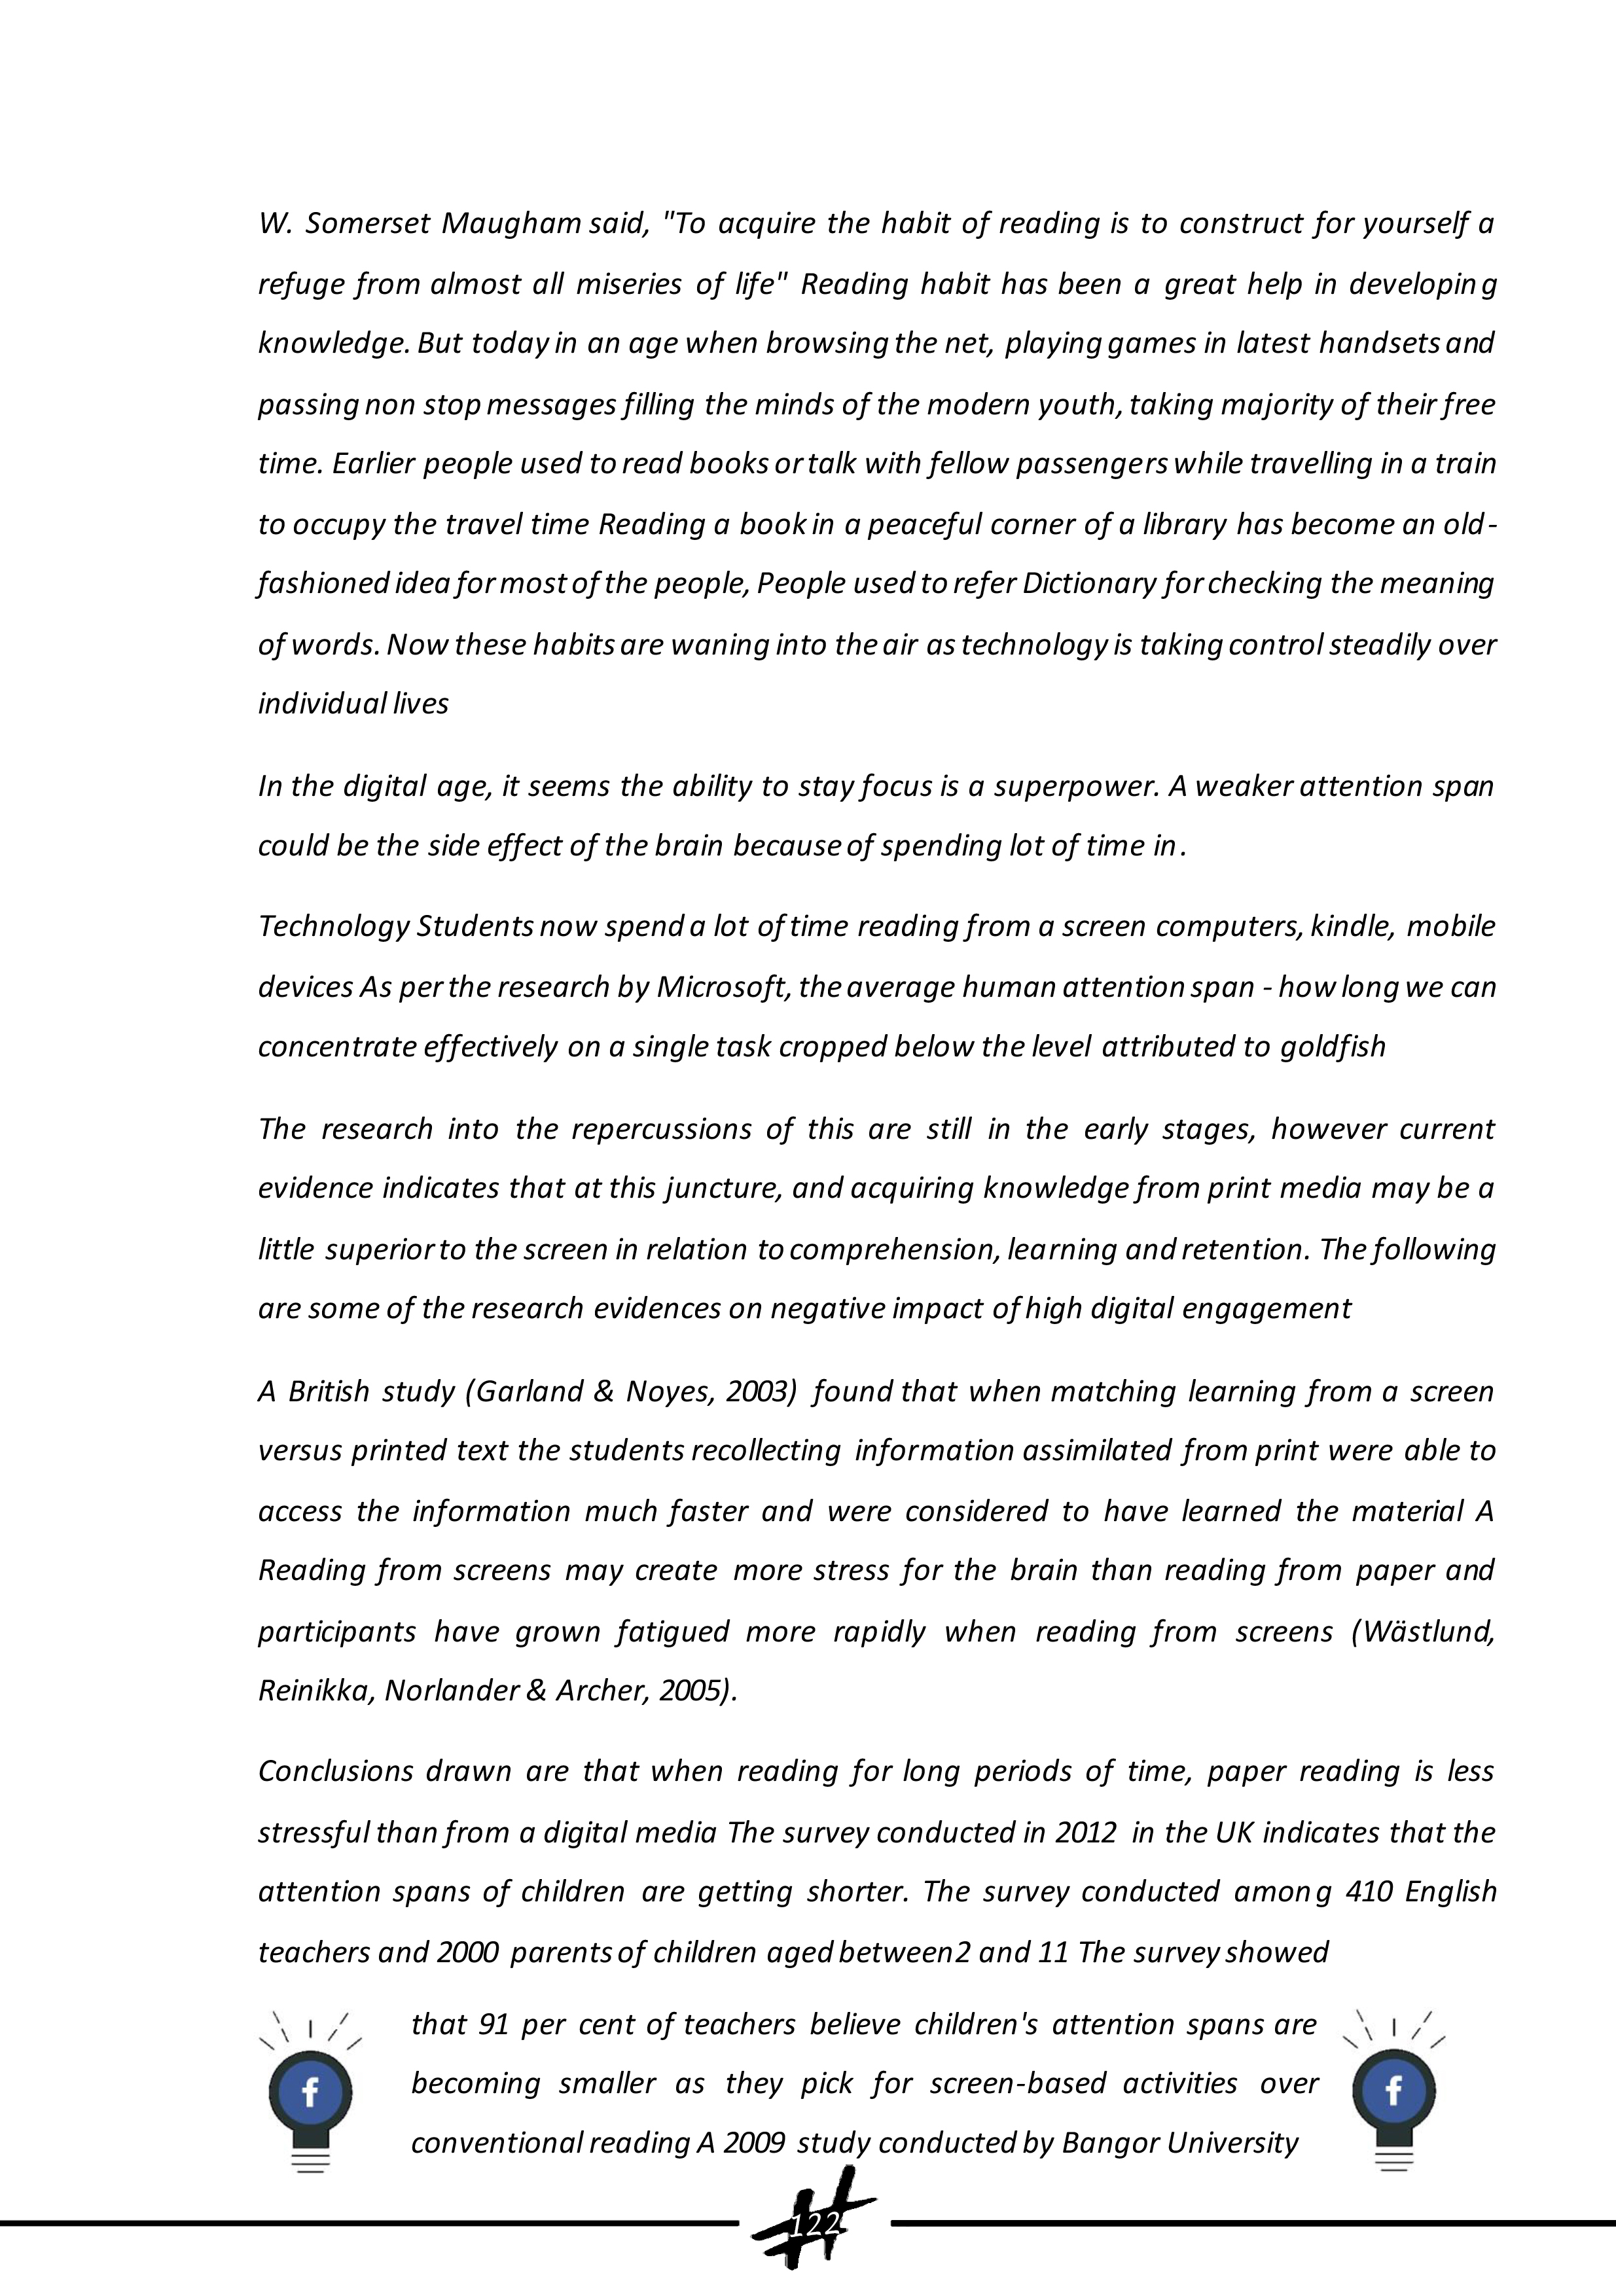 W. Somerset Maugham said, "To acquire the habit of reading is to construct for yourself a
refuge from almost all miseries of life" Reading habit has been a great help in developing
knowledge. But today in an age when browsing the net, playing games in latest handsets and
passing non stop messages filling the minds of the modern youth, taking majority of their free
time. Earlier people used to read books or talk with fellow passengers while travelling in a train
to occupy the travel time Reading a book in a peaceful corner of a library has become an old-
fashioned idea for most of the people, People used to refer Dictionary for checking the meaning
of words. Now these habits are waning into the air as technology is taking control steadily over
individual lives
In the digital age, it seems the ability to stay focus is a superpower. A weaker attention span
could be the side effect of the brain because of spending lot of time in.
Technology Students now spend a lot of time reading from a screen computers, kindle, mobile
devices As per the research by Microsoft, the average human attention span - how long we can
concentrate effectively on a single task cropped below the level attributed to goldfish
The research into the repercussions of this are still in the early stages, however current
evidence indicates that at this juncture, and acquiring knowledge from print media may be a
little superior to the screen in relation to comprehension, learning and retention. The following
are some of the research evidences on negative impact of high digital engagement
A British study (Garland & Noyes, 2003) found that when matching learning from a screen
versus printed text the students recollecting information assimilated from print were able to
access the information much faster and were considered to have learned the material A
Reading from screens may create more stress for the brain than reading from paper and
participants have grown fatigued more rapidly when reading from screens (Wästlund,
Reinikka, Norlander & Archer, 2005).
Conclusions drawn are that when reading for long periods of time, paper reading is less
stressful than from a digital media The survey conducted in 2012 in the UK indicates that the
attention spans of children are getting shorter. The survey conducted among 410 English
teachers and 2000 parents of children aged between 2 and 11 The survey showed
that 91 per cent of teachers believe children's attention spans are
becoming smaller as they pick for screen-based activities over
conventional reading A 2009 study conducted by Bangor University
f
f
122